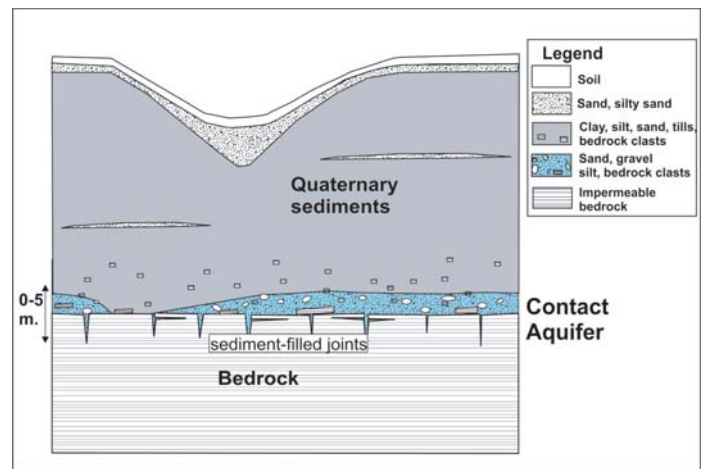 Legend
Soil
Sand, silty sand
Clay, silt, sand, tills,
bedrock clasts
Sand, gravel
silt, bedrock clasts
Impermeable
bedrock
Quaternary
sediments
0-5
m.
Contact
Aquifer
sediment-filled joints
Bedrock